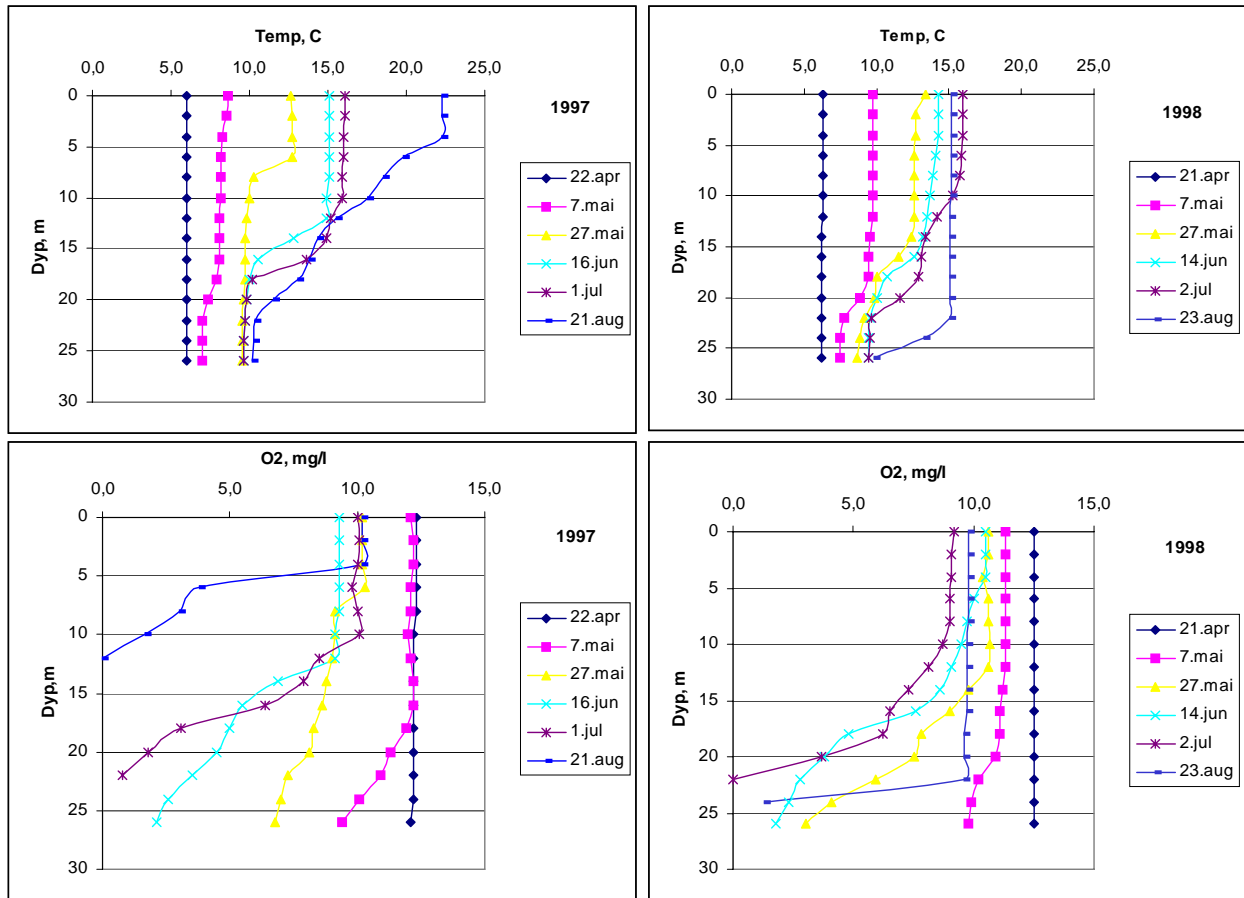 Temp, C
0,0 5,0 10,0 15,0 20,0 25,0
0
5
10
15
20
25
30
Dyp, m
1997
22.apr
7.mai
27.mai
16.jun
1.jul
21.aug
Temp, C
0,0 5,0 10,0 15,0 20,0 25,0
0
5
10
15
20
25
30
Dyp, m
1998
21.apr
7.mai
27.mai
14.jun
2.jul
23.aug
O2, mg/l
0,0 5,0 10,0 15,0
0
5
10
15
20
25
30
Dyp,m
1997
22.apr
7.mai
27.mai
16.jun
1.jul
21.aug
O2, mg/l
0,0 5,0 10,0 15,0
0
5
10
15
20
25
30
Dyp, m
1998
21.apr
7.mai
27.mai
14.jun
2.jul
23.aug